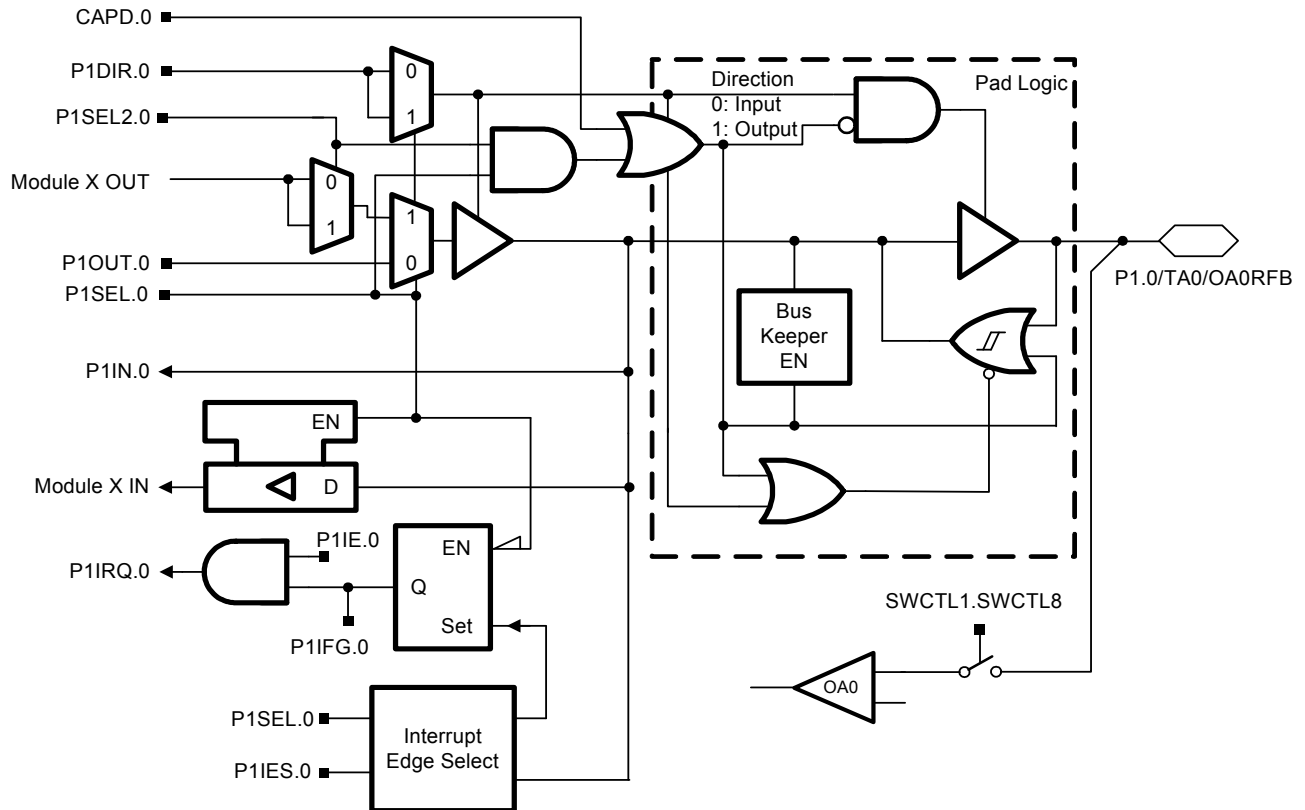 CAPD.0
P1DIR.0
0
1
P1SEL2.0
Module X OUT
0
1
1
0
P1OUT.0
P1SEL.0
Direction
0: Input
1: Output
Pad Logic
P1.0/TA0/OA0RFB
Bus
Keeper
EN
P1IN.0
EN
Module X IN
D
P1IE.0
P1IRQ.0
P1IFG.0
EN
Q
Set
SWCTL1.SWCTL8
OA0
P1SEL.0
P1IES.0
Interrupt
Edge Select